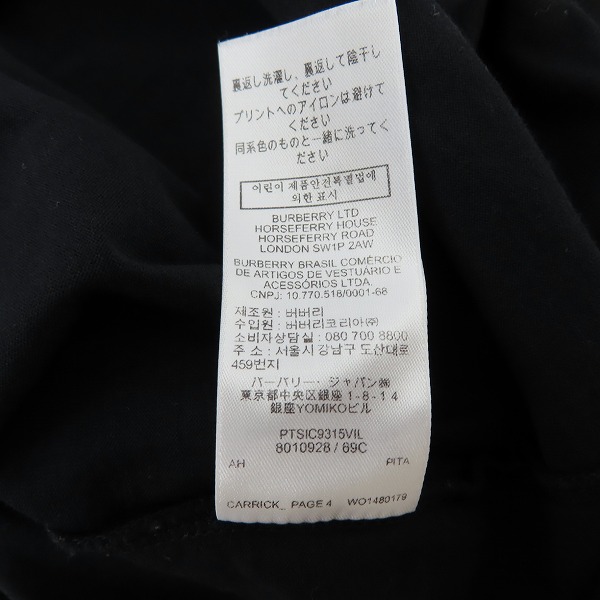 裏返し洗濯し、裏返して陰干し
てください
プリントへのアイロンは避けて
ください
同系色のものと一緒に洗ってく
ださい
어린이 제품안전특별법에
의한 표시
BURBERRY LTD
HORSEFERRY HOUSE
HORSEFERRY ROAD
LONDON SW1P 2AW
BURBERRY BRASIL COMÉRCIO
DE ARTIGOS DE VESTUÁRIO E
ACESSÓRIOS LTDA.
CNPJ: 10.770.518/0001-68
제조원 : 버버리
수입원 : 버버리코리아㈜
소비자상담실 : 080 700 8800
주 소 : 서울시 강남구 도산대로
459번지
バーバリー・ジャパン㈱
東京都中央区銀座 1-8-14
銀座YOMIKOビル
PTSIC9315VIL
8010928 / 69C
AH PITA
CARRICK_ PAGE 4 WO1480179